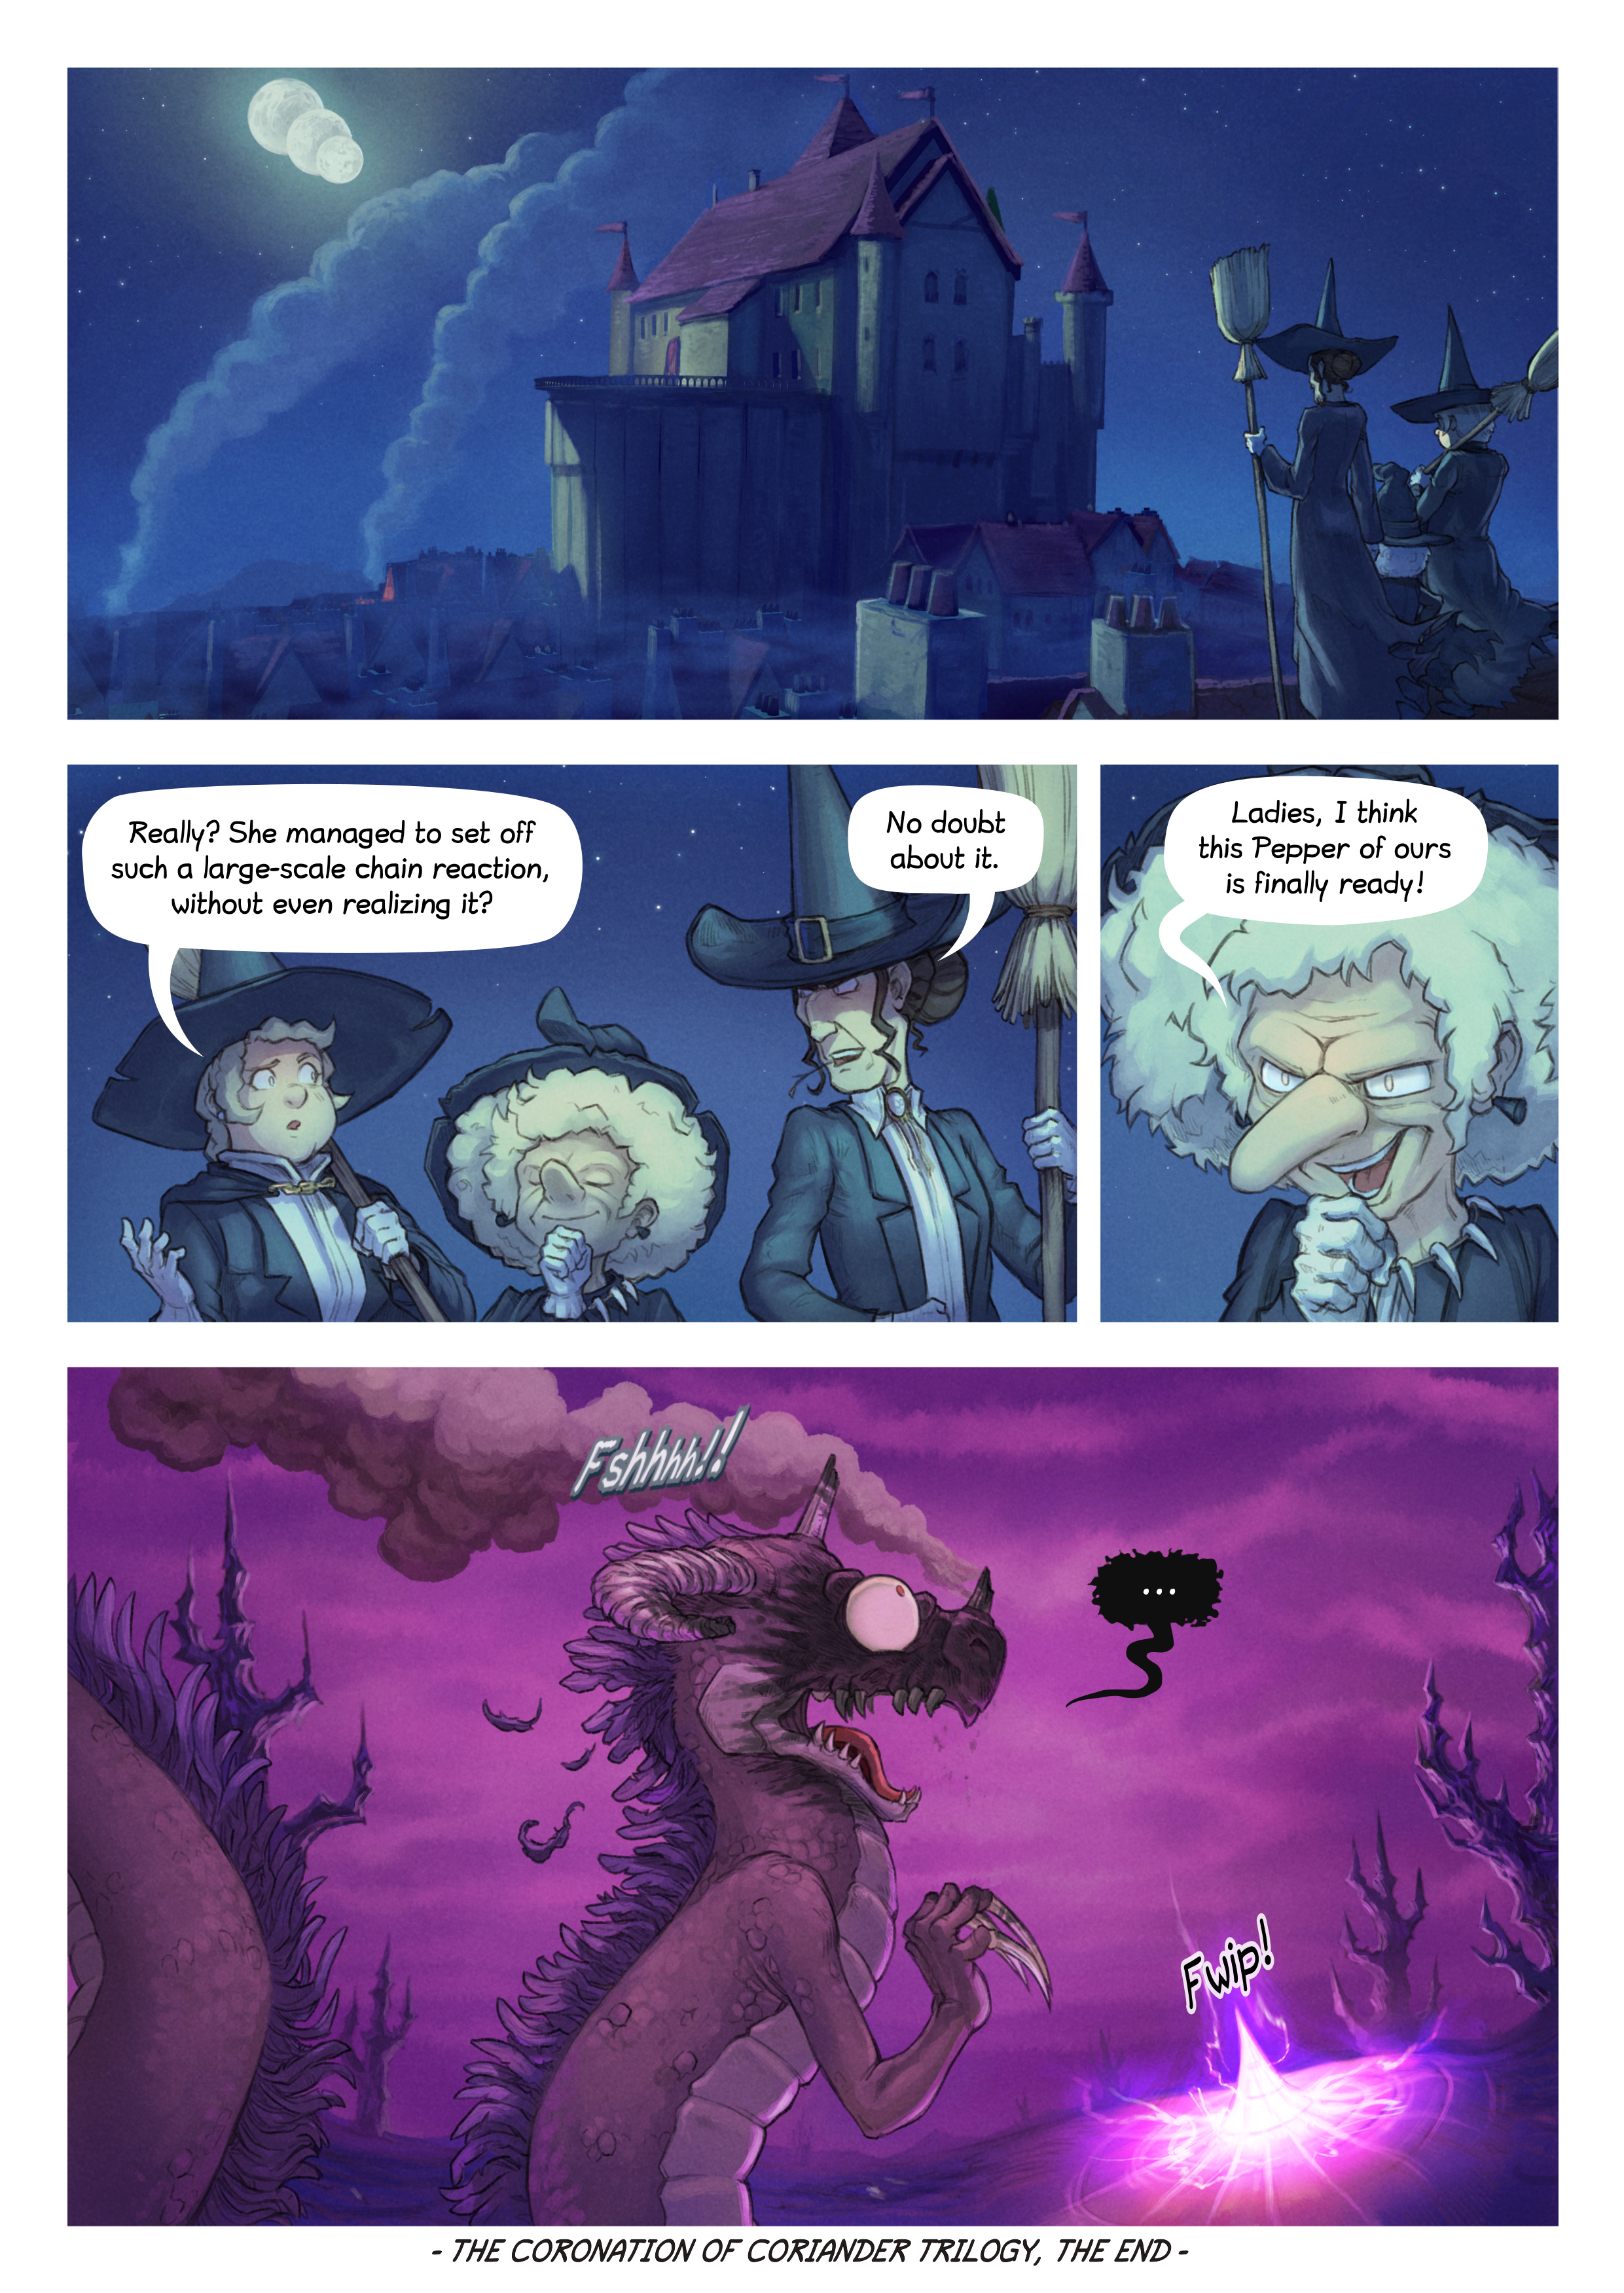 Really? She managed to set off
such a large-scale chain reaction,
without even realizing it?
No doubt
about it.
Ladies, I think
this Pepper of ours
is finally ready!
Fshhhh!!
...
Fwip!
- THE CORONATION OF CORIANDER TRILOGY, THE END -